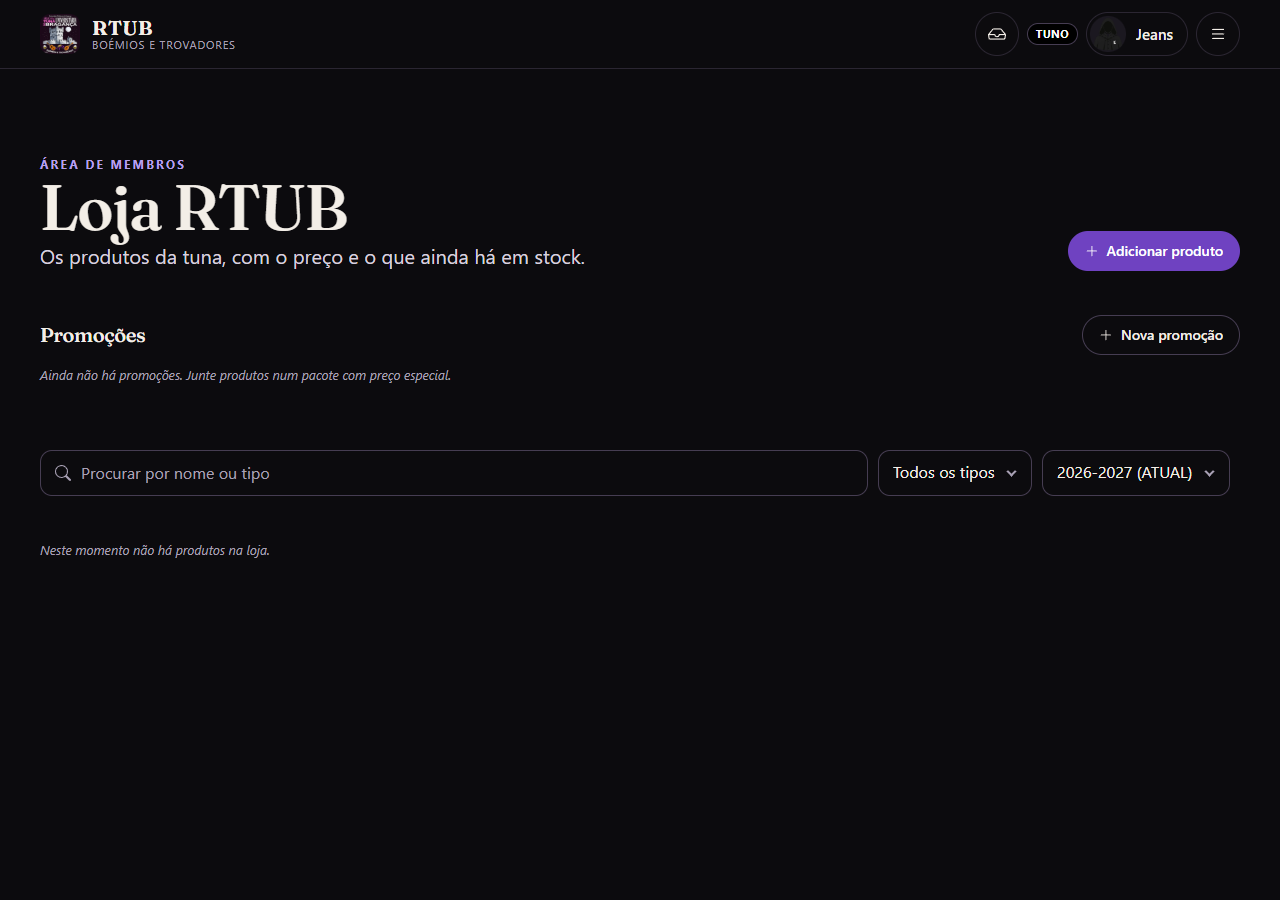 RTUB
BOÉMIOS E TROVADORES
TUNO
Jeans
ÁREA DE MEMBROS
Loja RTUB
Os produtos da tuna, com o preço e o que ainda há em stock.
Adicionar produto
Promoções
Nova promoção
Ainda não há promoções. Junte produtos num pacote com preço especial.
Procurar por nome ou tipo
Todos os tipos
2026-2027 (ATUAL)
Neste momento não há produtos na loja.